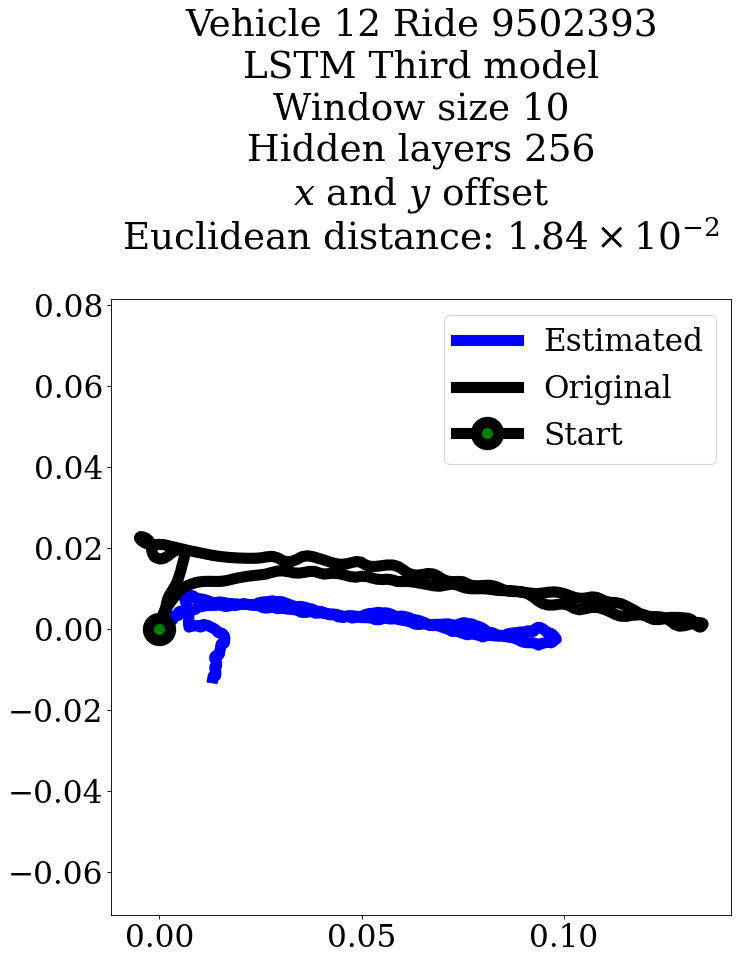 Vehicle 12 Ride 9502393
LSTM Third model
Window size 10
Hidden layers 256
x and y offset
Euclidean distance: 1.84 × 10⁻²
0.08
0.06
0.04
0.02
0.00
−0.02
−0.04
−0.06
0.00 0.05 0.10
Estimated
Original
Start